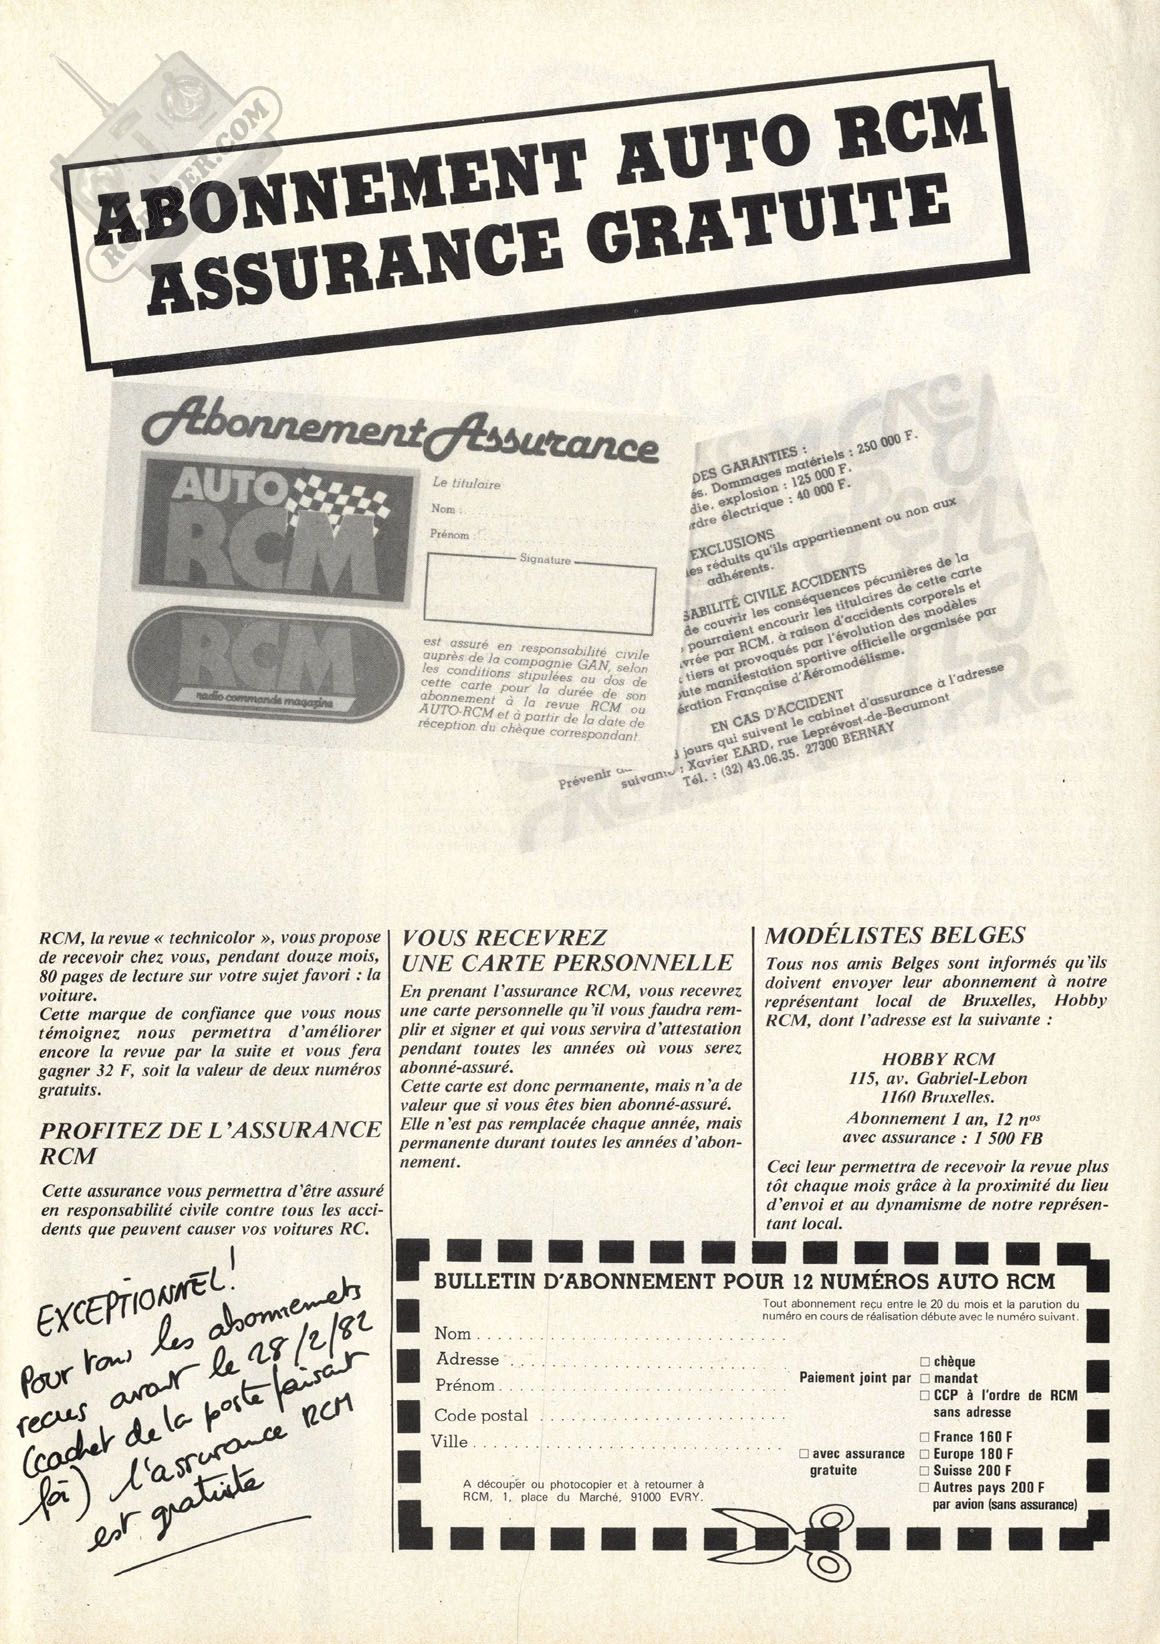 RCSCRAPYARD.COM
ABONNEMENT AUTO RCM
ASSURANCE GRATUITE
Abonnement Assurance
AUTO
RCM
RCM
radio commande magazine
Le titulaire
Nom :
Prénom :
Signature
est assuré en responsabilité civile
auprès de la compagnie GAN, selon
les conditions stipulées au dos de
cette carte pour la durée de son
abonnement à la revue RCM ou
AUTO-RCM et à partir de la date de
réception du chèque correspondant.
DES GARANTIES :
és. Dommages matériels : 250 000 F.
die, explosion : 125 000 F.
rdre électrique : 40 000 F.
EXCLUSIONS
les réduits qu'ils appartiennent ou non aux
adhérents.
SABILITÉ CIVILE ACCIDENTS
de couvrir les conséquences pécunières de la
pourraient encourir les titulaires de cette carte
vrée par RCM, à raison d'accidents corporels et
tiers et provoqués par l'évolution des modèles
oute manifestation sportive officielle organisée par
ération Française d'Aéromodélisme.
EN CAS D'ACCIDENT
Prévenir jours qui suivent le cabinet d'assurance à l'adresse
suivante : Xavier EARD, rue Leprévost-de-Beaumont
Tél. : (32) 43.06.35. 27300 BERNAY
RCM, la revue « technicolor », vous propose
de recevoir chez vous, pendant douze mois,
80 pages de lecture sur votre sujet favori : la
voiture.
Cette marque de confiance que vous nous
témoignez nous permettra d'améliorer
encore la revue par la suite et vous fera
gagner 32 F, soit la valeur de deux numéros
gratuits.
PROFITEZ DE L'ASSURANCE
RCM
Cette assurance vous permettra d'être assuré
en responsabilité civile contre tous les acci-
dents que peuvent causer vos voitures RC.
EXCEPTIONNEL !
Pour tous les abonnements
recus avant le 28/2/82
(cachet de la poste faisant
foi) l'assurance RCM
est gratuite
VOUS RECEVREZ
UNE CARTE PERSONNELLE
En prenant l'assurance RCM, vous recevrez
une carte personnelle qu'il vous faudra rem-
plir et signer et qui vous servira d'attestation
pendant toutes les années où vous serez
abonné-assuré.
Cette carte est donc permanente, mais n'a de
valeur que si vous êtes bien abonné-assuré.
Elle n'est pas remplacée chaque année, mais
permanente durant toutes les années d'abon-
nement.
MODÉLISTES BELGES
Tous nos amis Belges sont informés qu'ils
doivent envoyer leur abonnement à notre
représentant local de Bruxelles, Hobby
RCM, dont l'adresse est la suivante :
HOBBY RCM
115, av. Gabriel-Lebon
1160 Bruxelles.
Abonnement 1 an, 12 nos
avec assurance : 1 500 FB
Ceci leur permettra de recevoir la revue plus
tôt chaque mois grâce à la proximité du lieu
d'envoi et au dynamisme de notre représen-
tant local.
BULLETIN D'ABONNEMENT POUR 12 NUMÉROS AUTO RCM
Tout abonnement reçu entre le 20 du mois et la parution du
numéro en cours de réalisation débute avec le numéro suivant.
Nom
Adresse
Prénom
Code postal
Ville
A découper ou photocopier et à retourner à
RCM, 1, place du Marché, 91000 EVRY.
Paiement joint par
chèque
mandat
CCP à l'ordre de RCM
sans adresse
avec assurance
gratuite
France 160 F
Europe 180 F
Suisse 200 F
Autres pays 200 F
par avion (sans assurance)